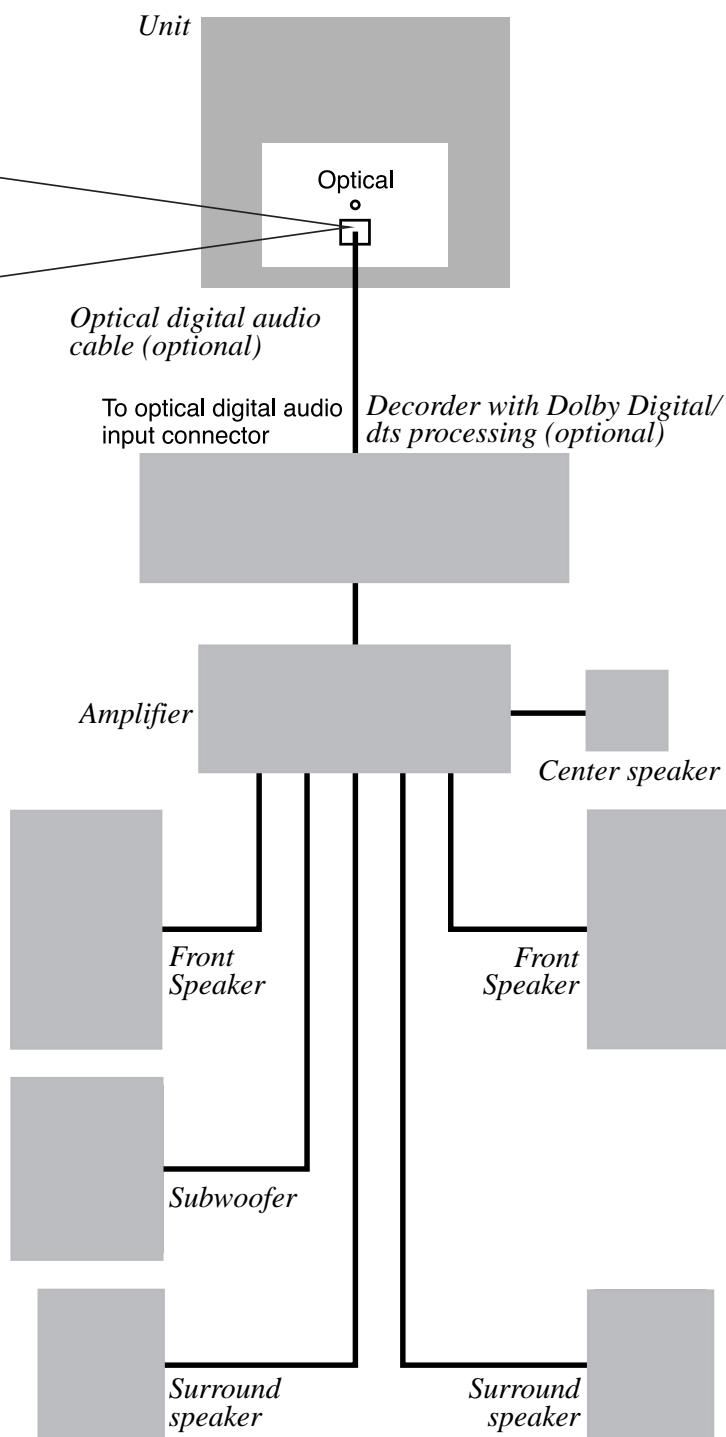 Unit
Optical
Optical digital audio
cable (optional)
To optical digital audio
input connector
Decorder with Dolby Digital/
dts processing (optional)
Amplifier
Center speaker
Front
Speaker
Front
Speaker
Subwoofer
Surround
speaker
Surround
speaker